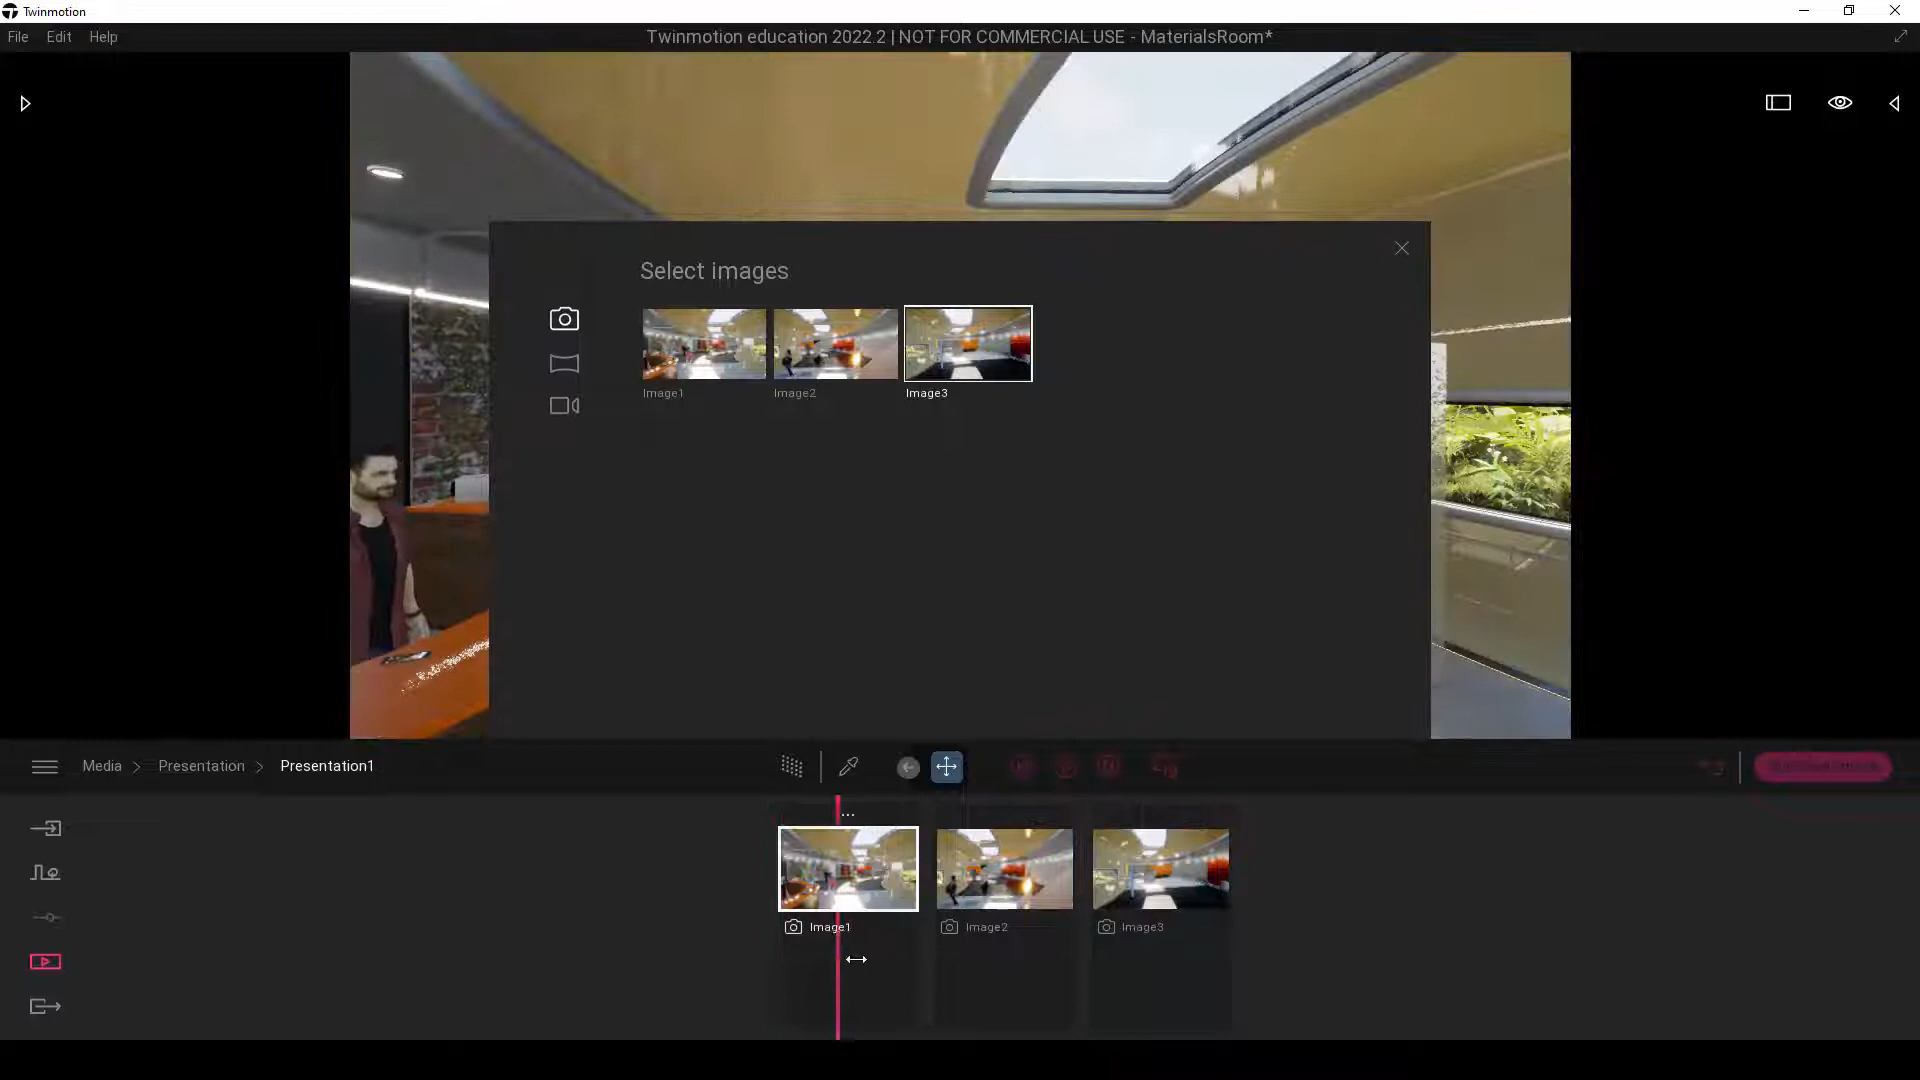 Twinmotion
File Edit Help
Twinmotion education 2022.2 | NOT FOR COMMERCIAL USE - MaterialsRoom*
Select images
Image1 Image2 Image3
Media > Presentation > Presentation1
...
Image1 Image2 Image3